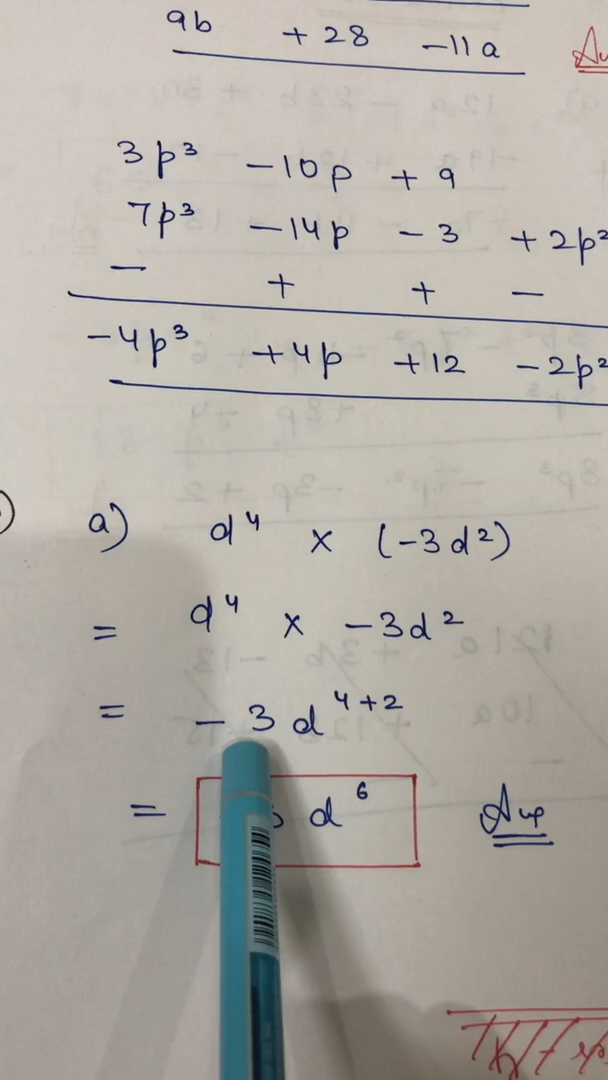 9b + 28 - 11a
3p³ - 10p + 9
7p³ - 14p - 3 + 2p²
- + + -
-4p³ + 4p + 12 - 2p²
a) d⁴ × (-3d²)
= d⁴ × -3d²
= -3d⁴⁺²
= d⁶ Ans